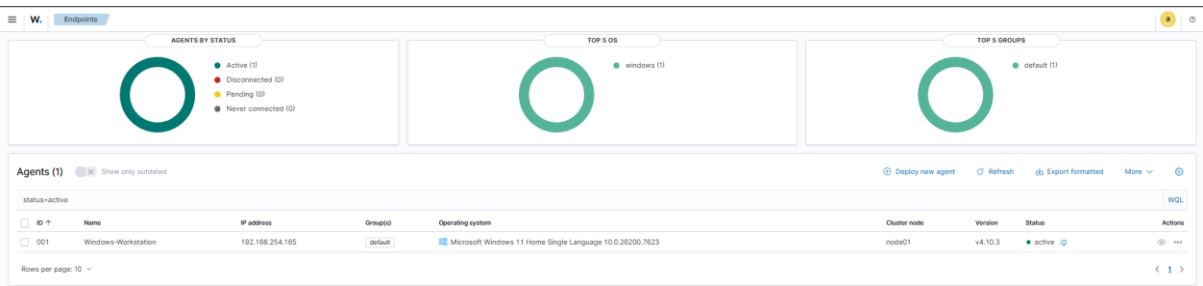 W. Endpoints a
AGENTS BY STATUS
Active (1)
Disconnected (0)
Pending (0)
Never connected (0)
TOP 5 OS
windows (1)
TOP 5 GROUPS
default (1)
Agents (1) Show only outdated Deploy new agent Refresh Export formatted More
status=active WQL
ID ↑ Name IP address Group(s) Operating system Cluster node Version Status Actions
001 Windows-Workstation 192.168.254.165 default Microsoft Windows 11 Home Single Language 10.0.26200.7623 node01 v4.10.3 active
Rows per page: 10 < 1 >